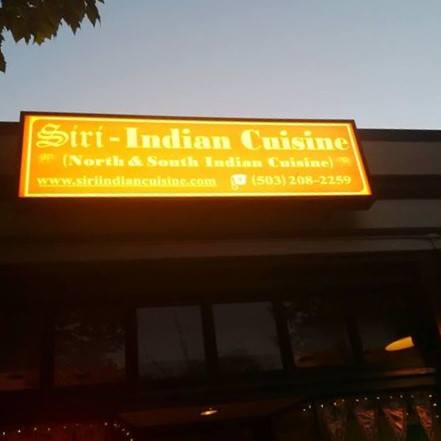 Siri - Indian Cuisine
(North & South Indian Cuisine)
www.siriindiancuisine.com (503) 208-2259